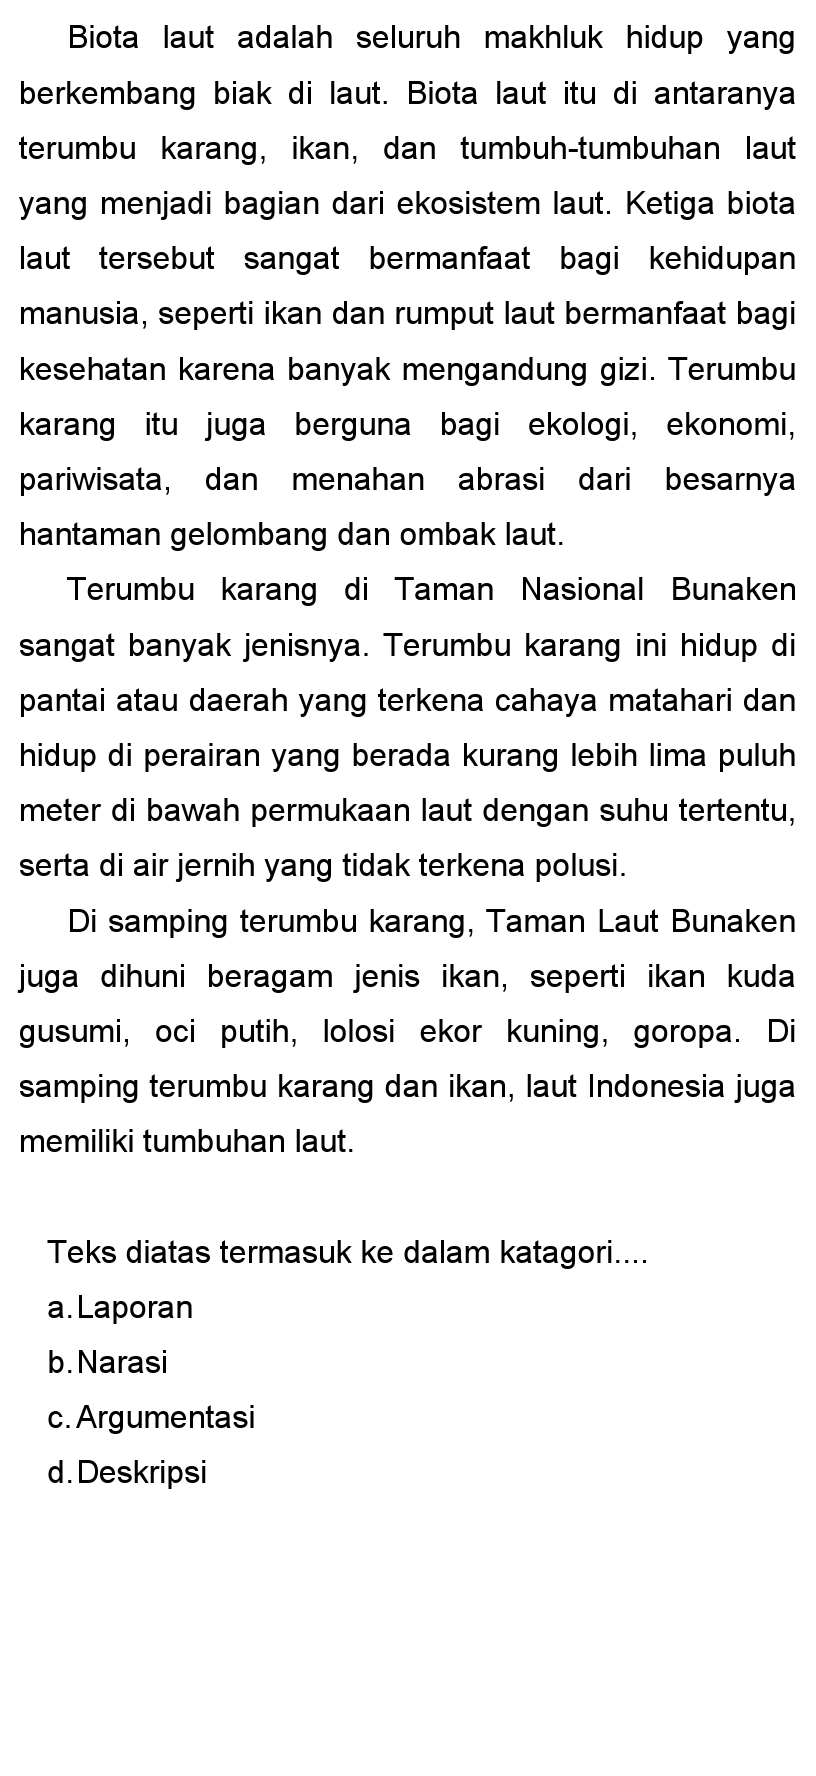 Biota laut adalah seluruh makhluk hidup yang
berkembang biak di laut. Biota laut itu di antaranya
terumbu karang, ikan, dan tumbuh-tumbuhan laut
yang menjadi bagian dari ekosistem laut. Ketiga biota
laut tersebut sangat bermanfaat bagi kehidupan
manusia, seperti ikan dan rumput laut bermanfaat bagi
kesehatan karena banyak mengandung gizi. Terumbu
karang itu juga berguna bagi ekologi, ekonomi,
pariwisata, dan menahan abrasi dari besarnya
hantaman gelombang dan ombak laut.
Terumbu karang di Taman Nasional Bunaken
sangat banyak jenisnya. Terumbu karang ini hidup di
pantai atau daerah yang terkena cahaya matahari dan
hidup di perairan yang berada kurang lebih lima puluh
meter di bawah permukaan laut dengan suhu tertentu,
serta di air jernih yang tidak terkena polusi.
Di samping terumbu karang, Taman Laut Bunaken
juga dihuni beragam jenis ikan, seperti ikan kuda
gusumi, oci putih, lolosi ekor kuning, goropa. Di
samping terumbu karang dan ikan, laut Indonesia juga
memiliki tumbuhan laut.
Teks diatas termasuk ke dalam katagori....
a. Laporan
b. Narasi
c. Argumentasi
d. Deskripsi